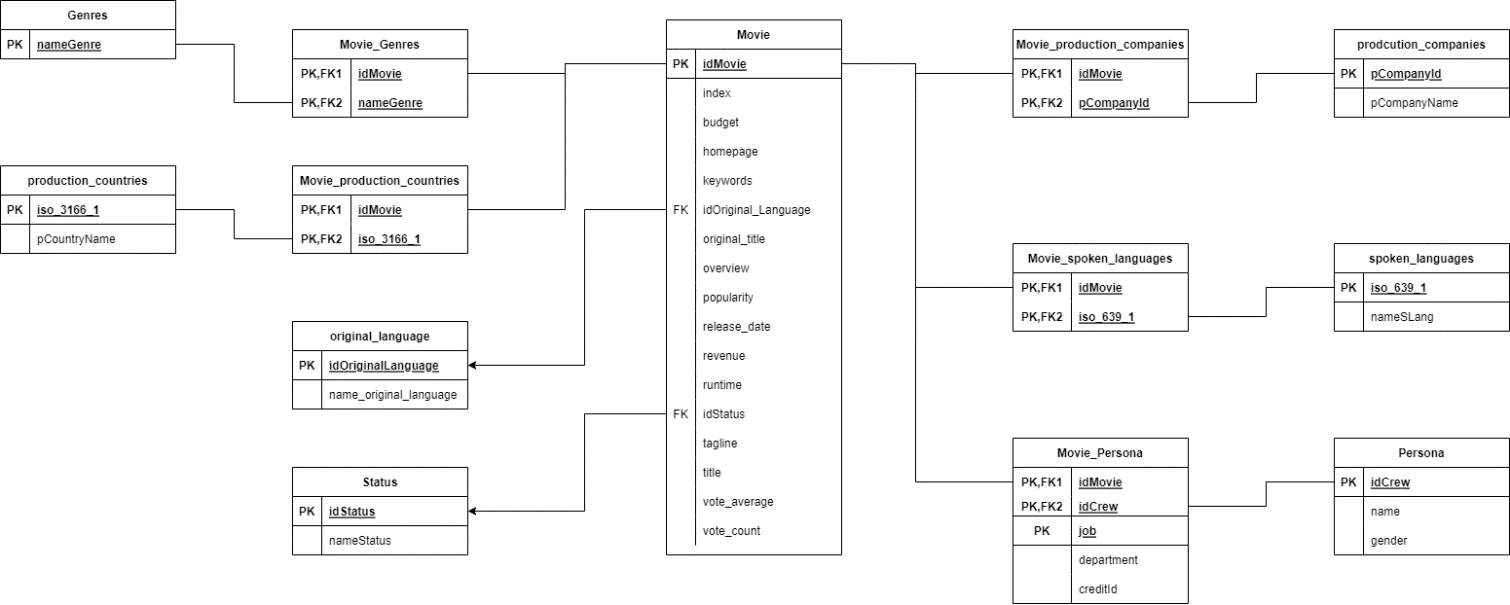 Genres
PK nameGenre
Movie_Genres
PK,FK1 idMovie
PK,FK2 nameGenre
production_countries
PK iso_3166_1
pCountryName
Movie_production_countries
PK,FK1 idMovie
PK,FK2 iso_3166_1
original_language
PK idOriginalLanguage
name_original_language
Status
PK idStatus
nameStatus
Movie
PK idMovie
index
budget
homepage
keywords
FK idOriginal_Language
original_title
overview
popularity
release_date
revenue
runtime
FK idStatus
tagline
title
vote_average
vote_count
Movie_production_companies
PK,FK1 idMovie
PK,FK2 pCompanyId
prodcution_companies
PK pCompanyId
pCompanyName
Movie_spoken_languages
PK,FK1 idMovie
PK,FK2 iso_639_1
spoken_languages
PK iso_639_1
nameSLang
Movie_Persona
PK,FK1 idMovie
PK,FK2 idCrew
PK job
department
creditId
Persona
PK idCrew
name
gender